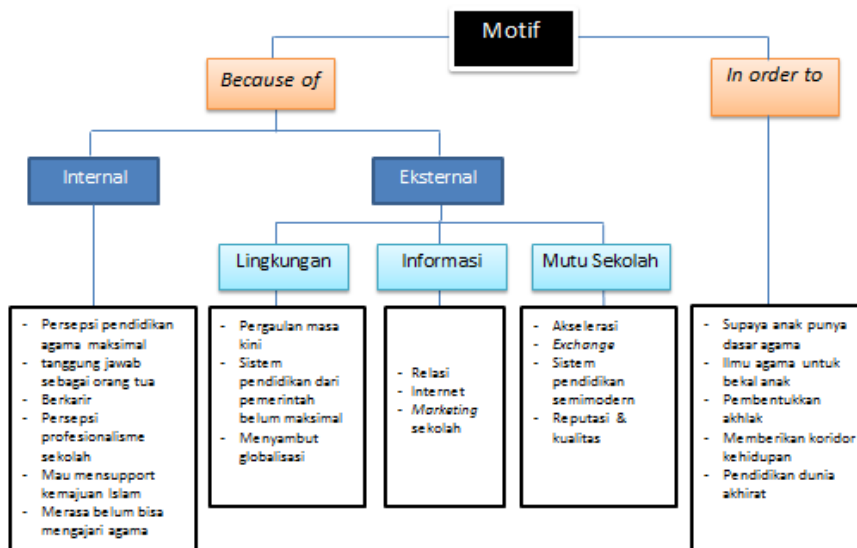 Motif
Because of
In order to
Internal
Eksternal
Lingkungan
Informasi
Mutu Sekolah
- Persepsi pendidikan
agama maksimal
- tanggung jawab
sebagai orang tua
- Berkarir
- Persepsi
profesionalisme
sekolah
- Mau mensupport
kemajuan Islam
- Merasa belum bisa
mengajari agama
- Pergaulan masa
kini
- Sistem
pendidikan dari
pemerintah
belum maksimal
- Menyambut
globalisasi
- Relasi
- Internet
- Marketing
sekolah
- Akselerasi
- Exchange
- Sistem
pendidikan
semimodern
- Reputasi &
kualitas
- Supaya anak punya
dasar agama
- Ilmu agama untuk
bekal anak
- Pembentukkan
akhlak
- Memberikan koridor
kehidupan
- Pendidikan dunia
akhirat